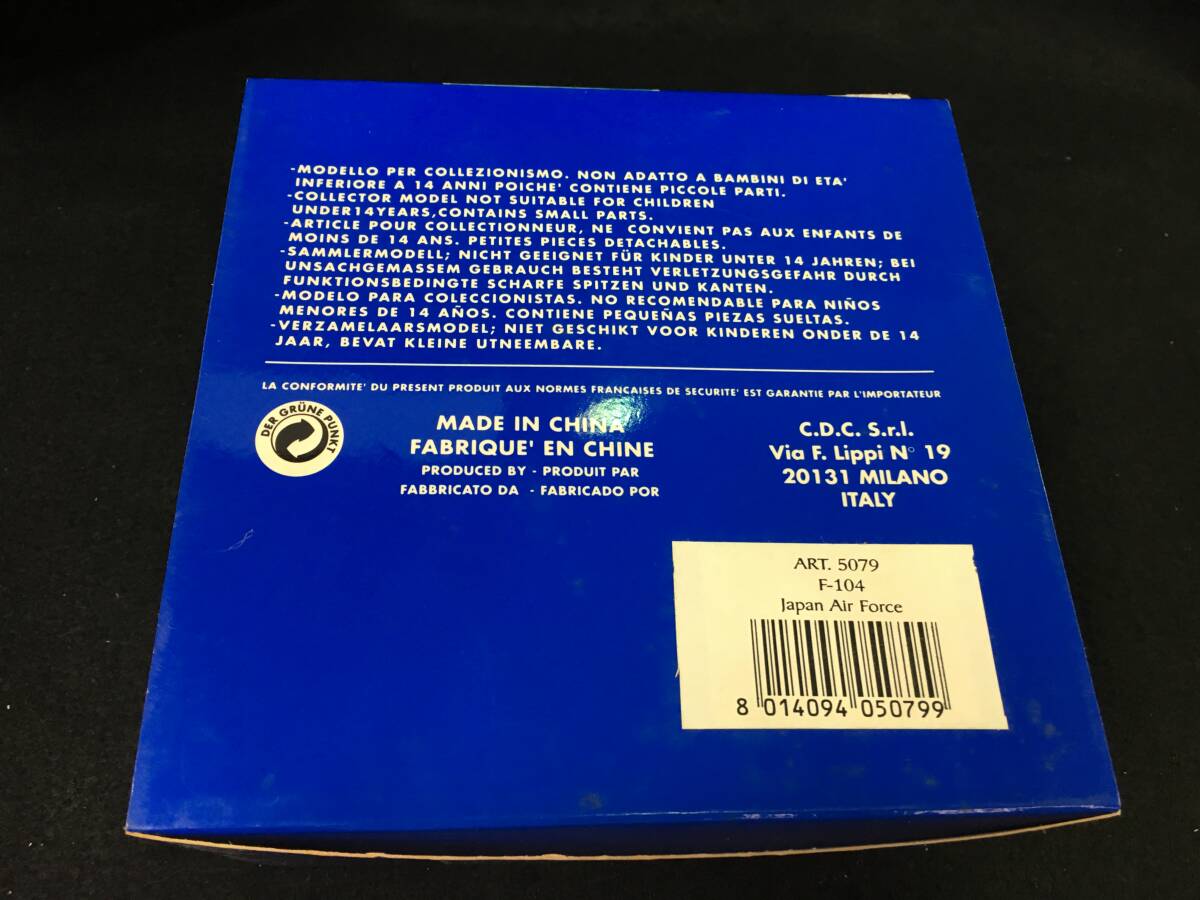 -MODELLO PER COLLEZIONISMO. NON ADATTO A BAMBINI DI ETA'
INFERIORE A 14 ANNI POICHE' CONTIENE PICCOLE PARTI.
-COLLECTOR MODEL NOT SUITABLE FOR CHILDREN
UNDER14YEARS,CONTAINS SMALL PARTS.
-ARTICLE POUR COLLECTIONNEUR, NE CONVIENT PAS AUX ENFANTS DE
MOINS DE 14 ANS. PETITES PIECES DETACHABLES.
-SAMMLERMODELL; NICHT GEEIGNET FÜR KINDER UNTER 14 JAHREN; BEI
UNSACHGEMASSEM GEBRAUCH BESTEHT VERLETZUNGSGEFAHR DURCH
FUNKTIONSBEDINGTE SCHARFE SPITZEN UND KANTEN.
-MODELO PARA COLECCIONISTAS. NO RECOMENDABLE PARA NIÑOS
MENORES DE 14 AÑOS. CONTIENE PEQUEÑAS PIEZAS SUELTAS.
-VERZAMELAARSMODEL; NIET GESCHIKT VOOR KINDEREN ONDER DE 14
JAAR, BEVAT KLEINE UTNEEMBARE.
LA CONFORMITE' DU PRESENT PRODUIT AUX NORMES FRANCAISES DE SECURITE' EST GARANTIE PAR L'IMPORTATEUR
DER GRÜNE PUNKT
MADE IN CHINA
FABRIQUE' EN CHINE
PRODUCED BY - PRODUIT PAR
FABBRICATO DA - FABRICADO POR
C.D.C. S.r.l.
Via F. Lippi N° 19
20131 MILANO
ITALY
ART. 5079
F-104
Japan Air Force
8 014094 050799